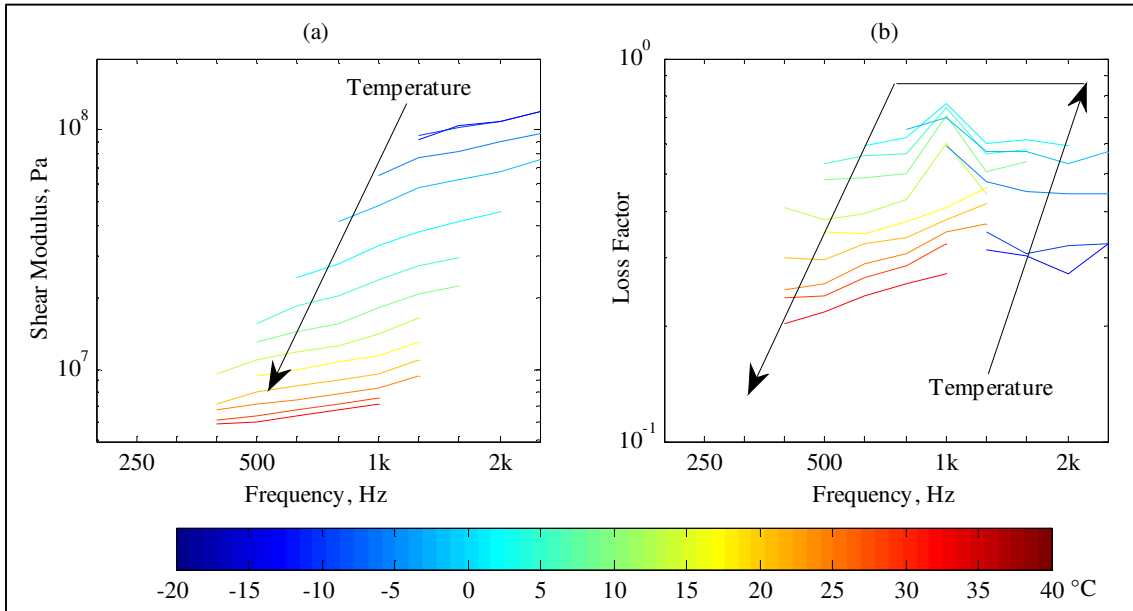 (a)
Temperature
10^8
10^7
Shear Modulus, Pa
250 500 1k 2k
Frequency, Hz
(b)
10^0
10^-1
Loss Factor
Temperature
250 500 1k 2k
Frequency, Hz
-20 -15 -10 -5 0 5 10 15 20 25 30 35 40 °C